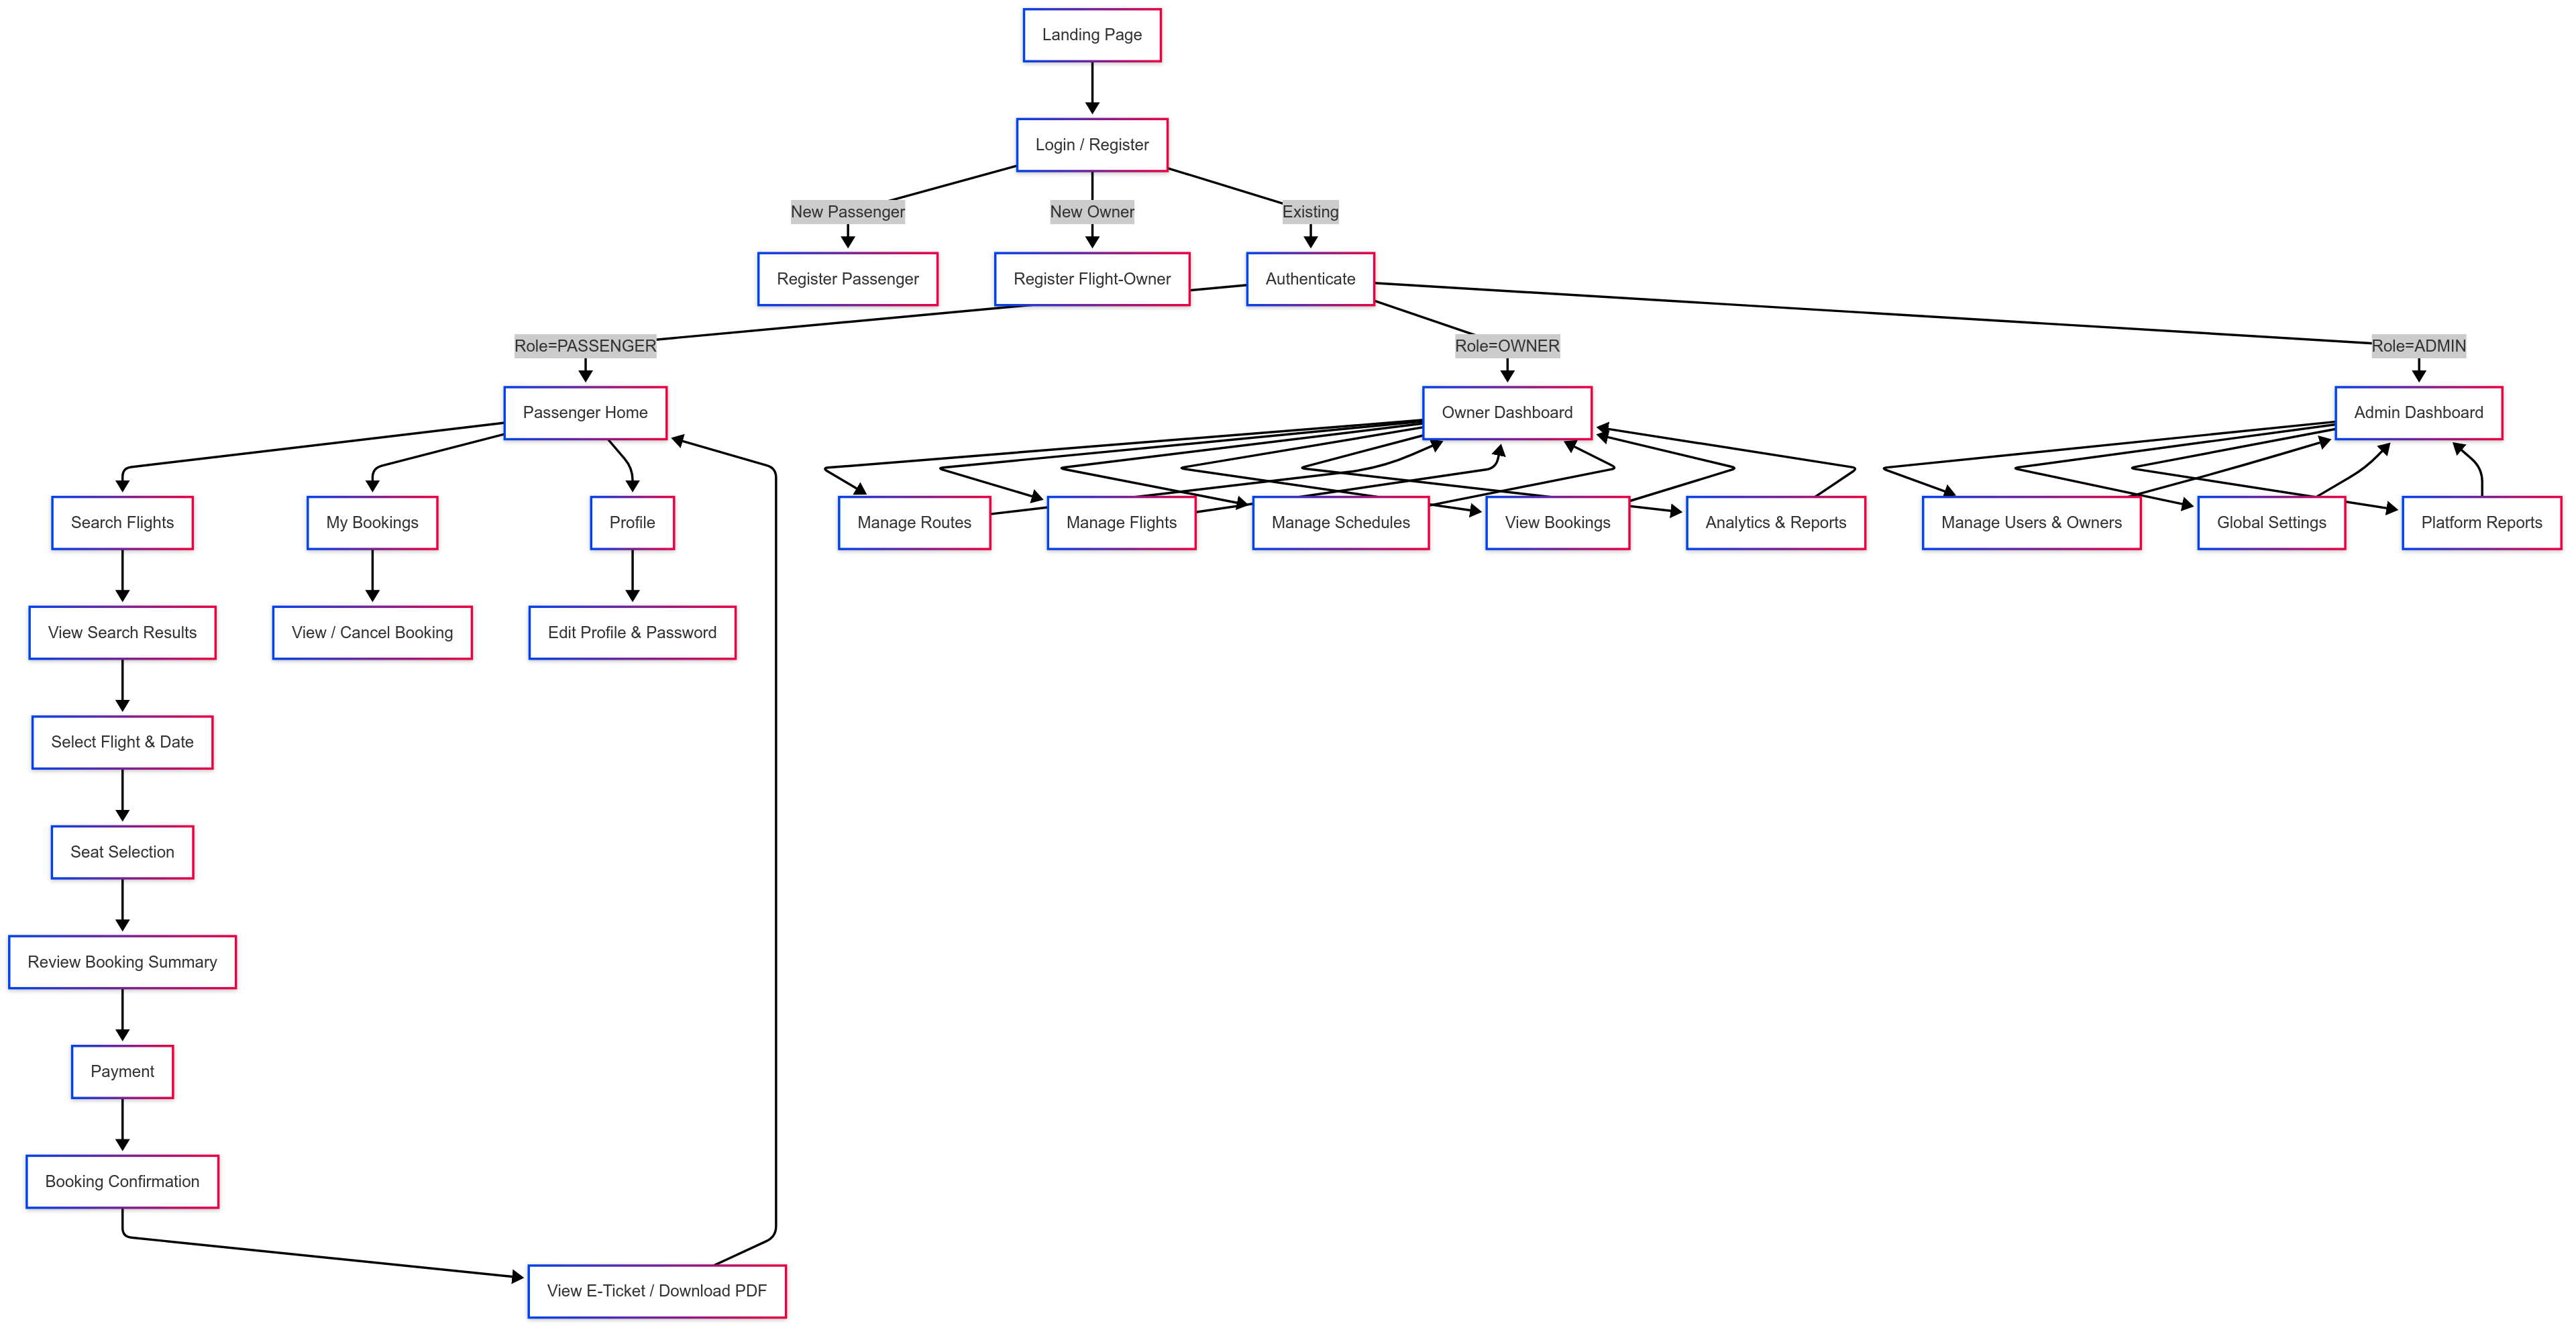 Landing Page
Login / Register
New Passenger
New Owner
Existing
Register Passenger
Register Flight-Owner
Authenticate
Role=PASSENGER
Role=OWNER
Role=ADMIN
Passenger Home
Owner Dashboard
Admin Dashboard
Search Flights
My Bookings
Profile
Manage Routes
Manage Flights
Manage Schedules
View Bookings
Analytics & Reports
Manage Users & Owners
Global Settings
Platform Reports
View Search Results
View / Cancel Booking
Edit Profile & Password
Select Flight & Date
Seat Selection
Review Booking Summary
Payment
Booking Confirmation
View E-Ticket / Download PDF